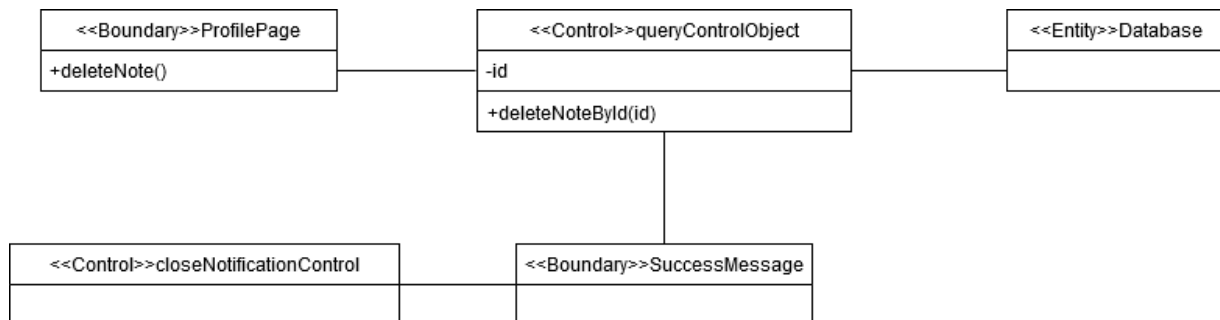 <<Boundary>>ProfilePage
+deleteNote()
<<Control>>queryControlObject
-id
+deleteNoteById(id)
<<Entity>>Database
<<Control>>closeNotificationControl
<<Boundary>>SuccessMessage